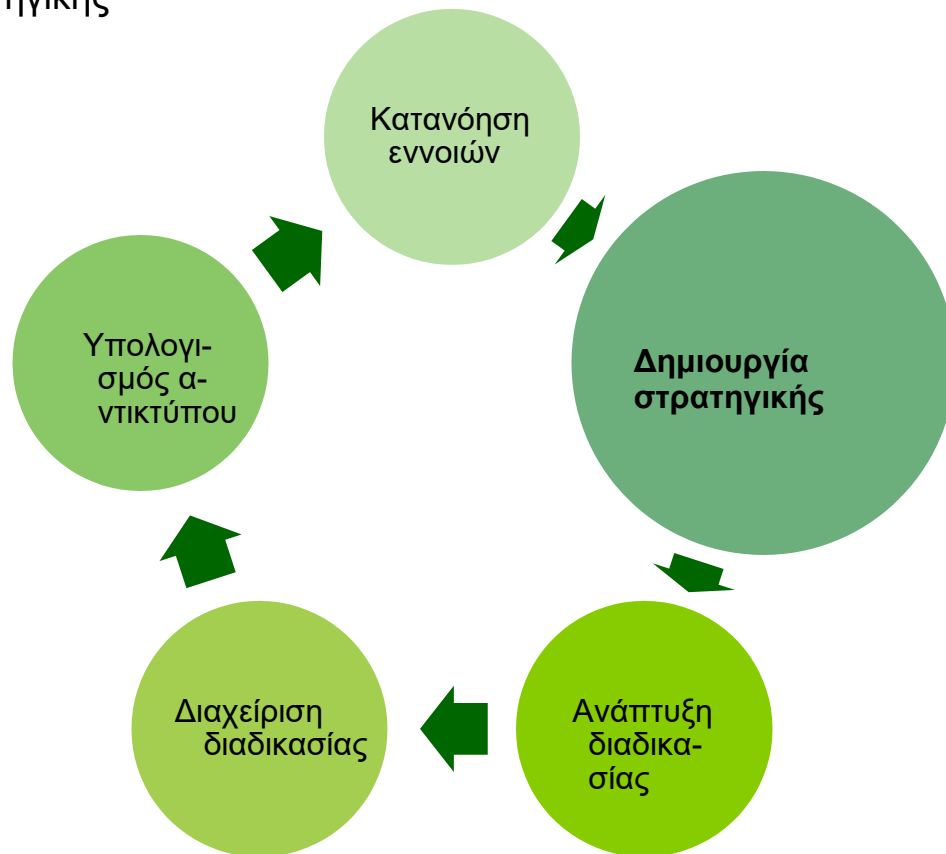 Κατανόηση
εννοιών
Δημιουργία
στρατηγικής
Ανάπτυξη
διαδικα-
σίας
Διαχείριση
διαδικασίας
Υπολογι-
σμός α-
ντικτύπου